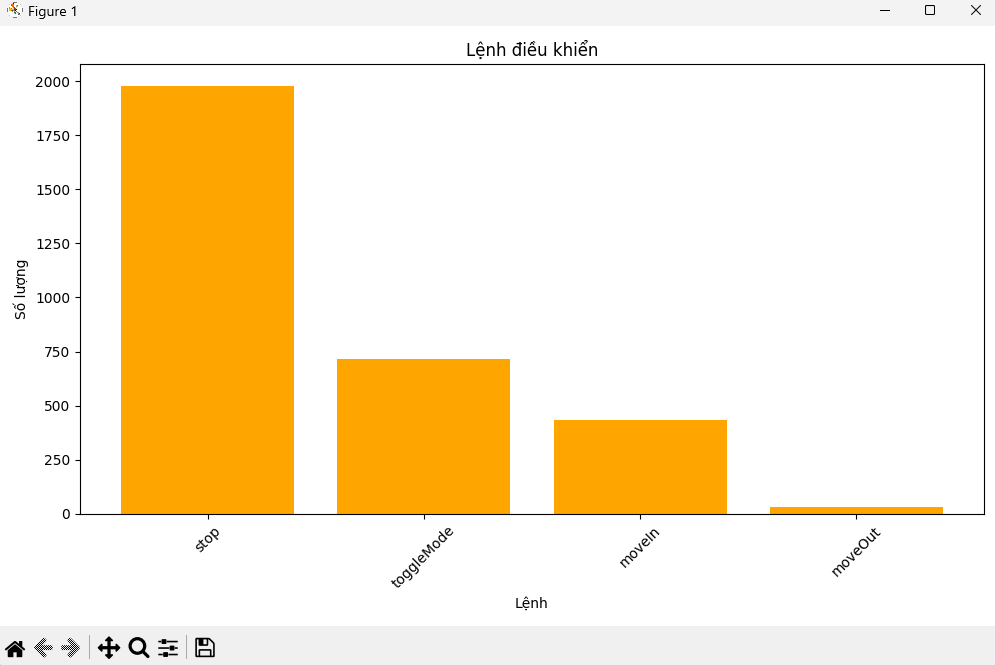 Figure 1
Lệnh điều khiển
2000
1750
1500
1250
1000
750
500
250
0
Số lượng
stop
toggleMode
moveIn
moveOut
Lệnh